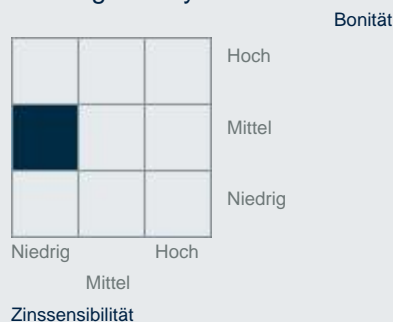 Bonität
Hoch
Mittel
Niedrig
Niedrig
Hoch
Mittel
Zinssensibilität